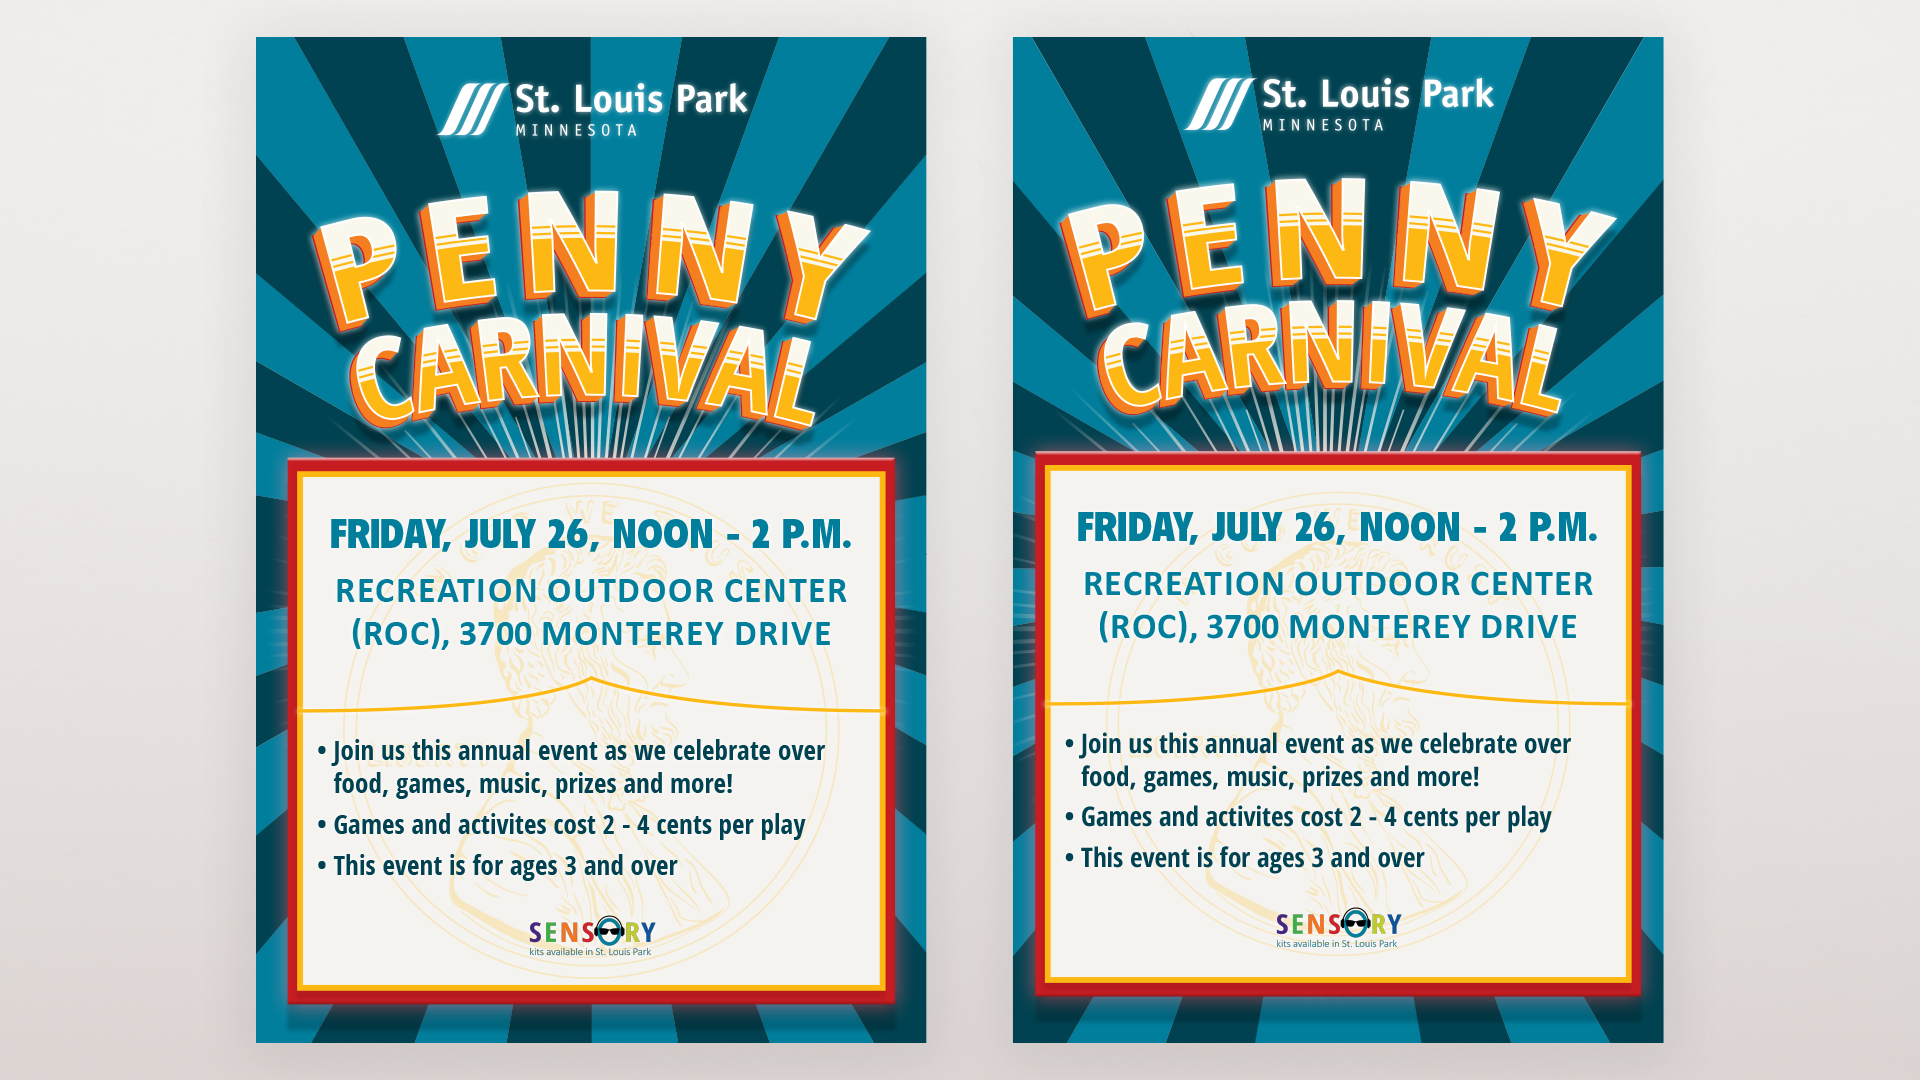 St. Louis Park
MINNESOTA
PENNY
CARNIVAL
FRIDAY, JULY 26, NOON - 2 P.M.
RECREATION OUTDOOR CENTER
(ROC), 3700 MONTEREY DRIVE
• Join us this annual event as we celebrate over
food, games, music, prizes and more!
• Games and activites cost 2 - 4 cents per play
• This event is for ages 3 and over
SENSORY
kits available in St. Louis Park
St. Louis Park
MINNESOTA
PENNY
CARNIVAL
FRIDAY, JULY 26, NOON - 2 P.M.
RECREATION OUTDOOR CENTER
(ROC), 3700 MONTEREY DRIVE
• Join us this annual event as we celebrate over
food, games, music, prizes and more!
• Games and activites cost 2 - 4 cents per play
• This event is for ages 3 and over
SENSORY
kits available in St. Louis Park